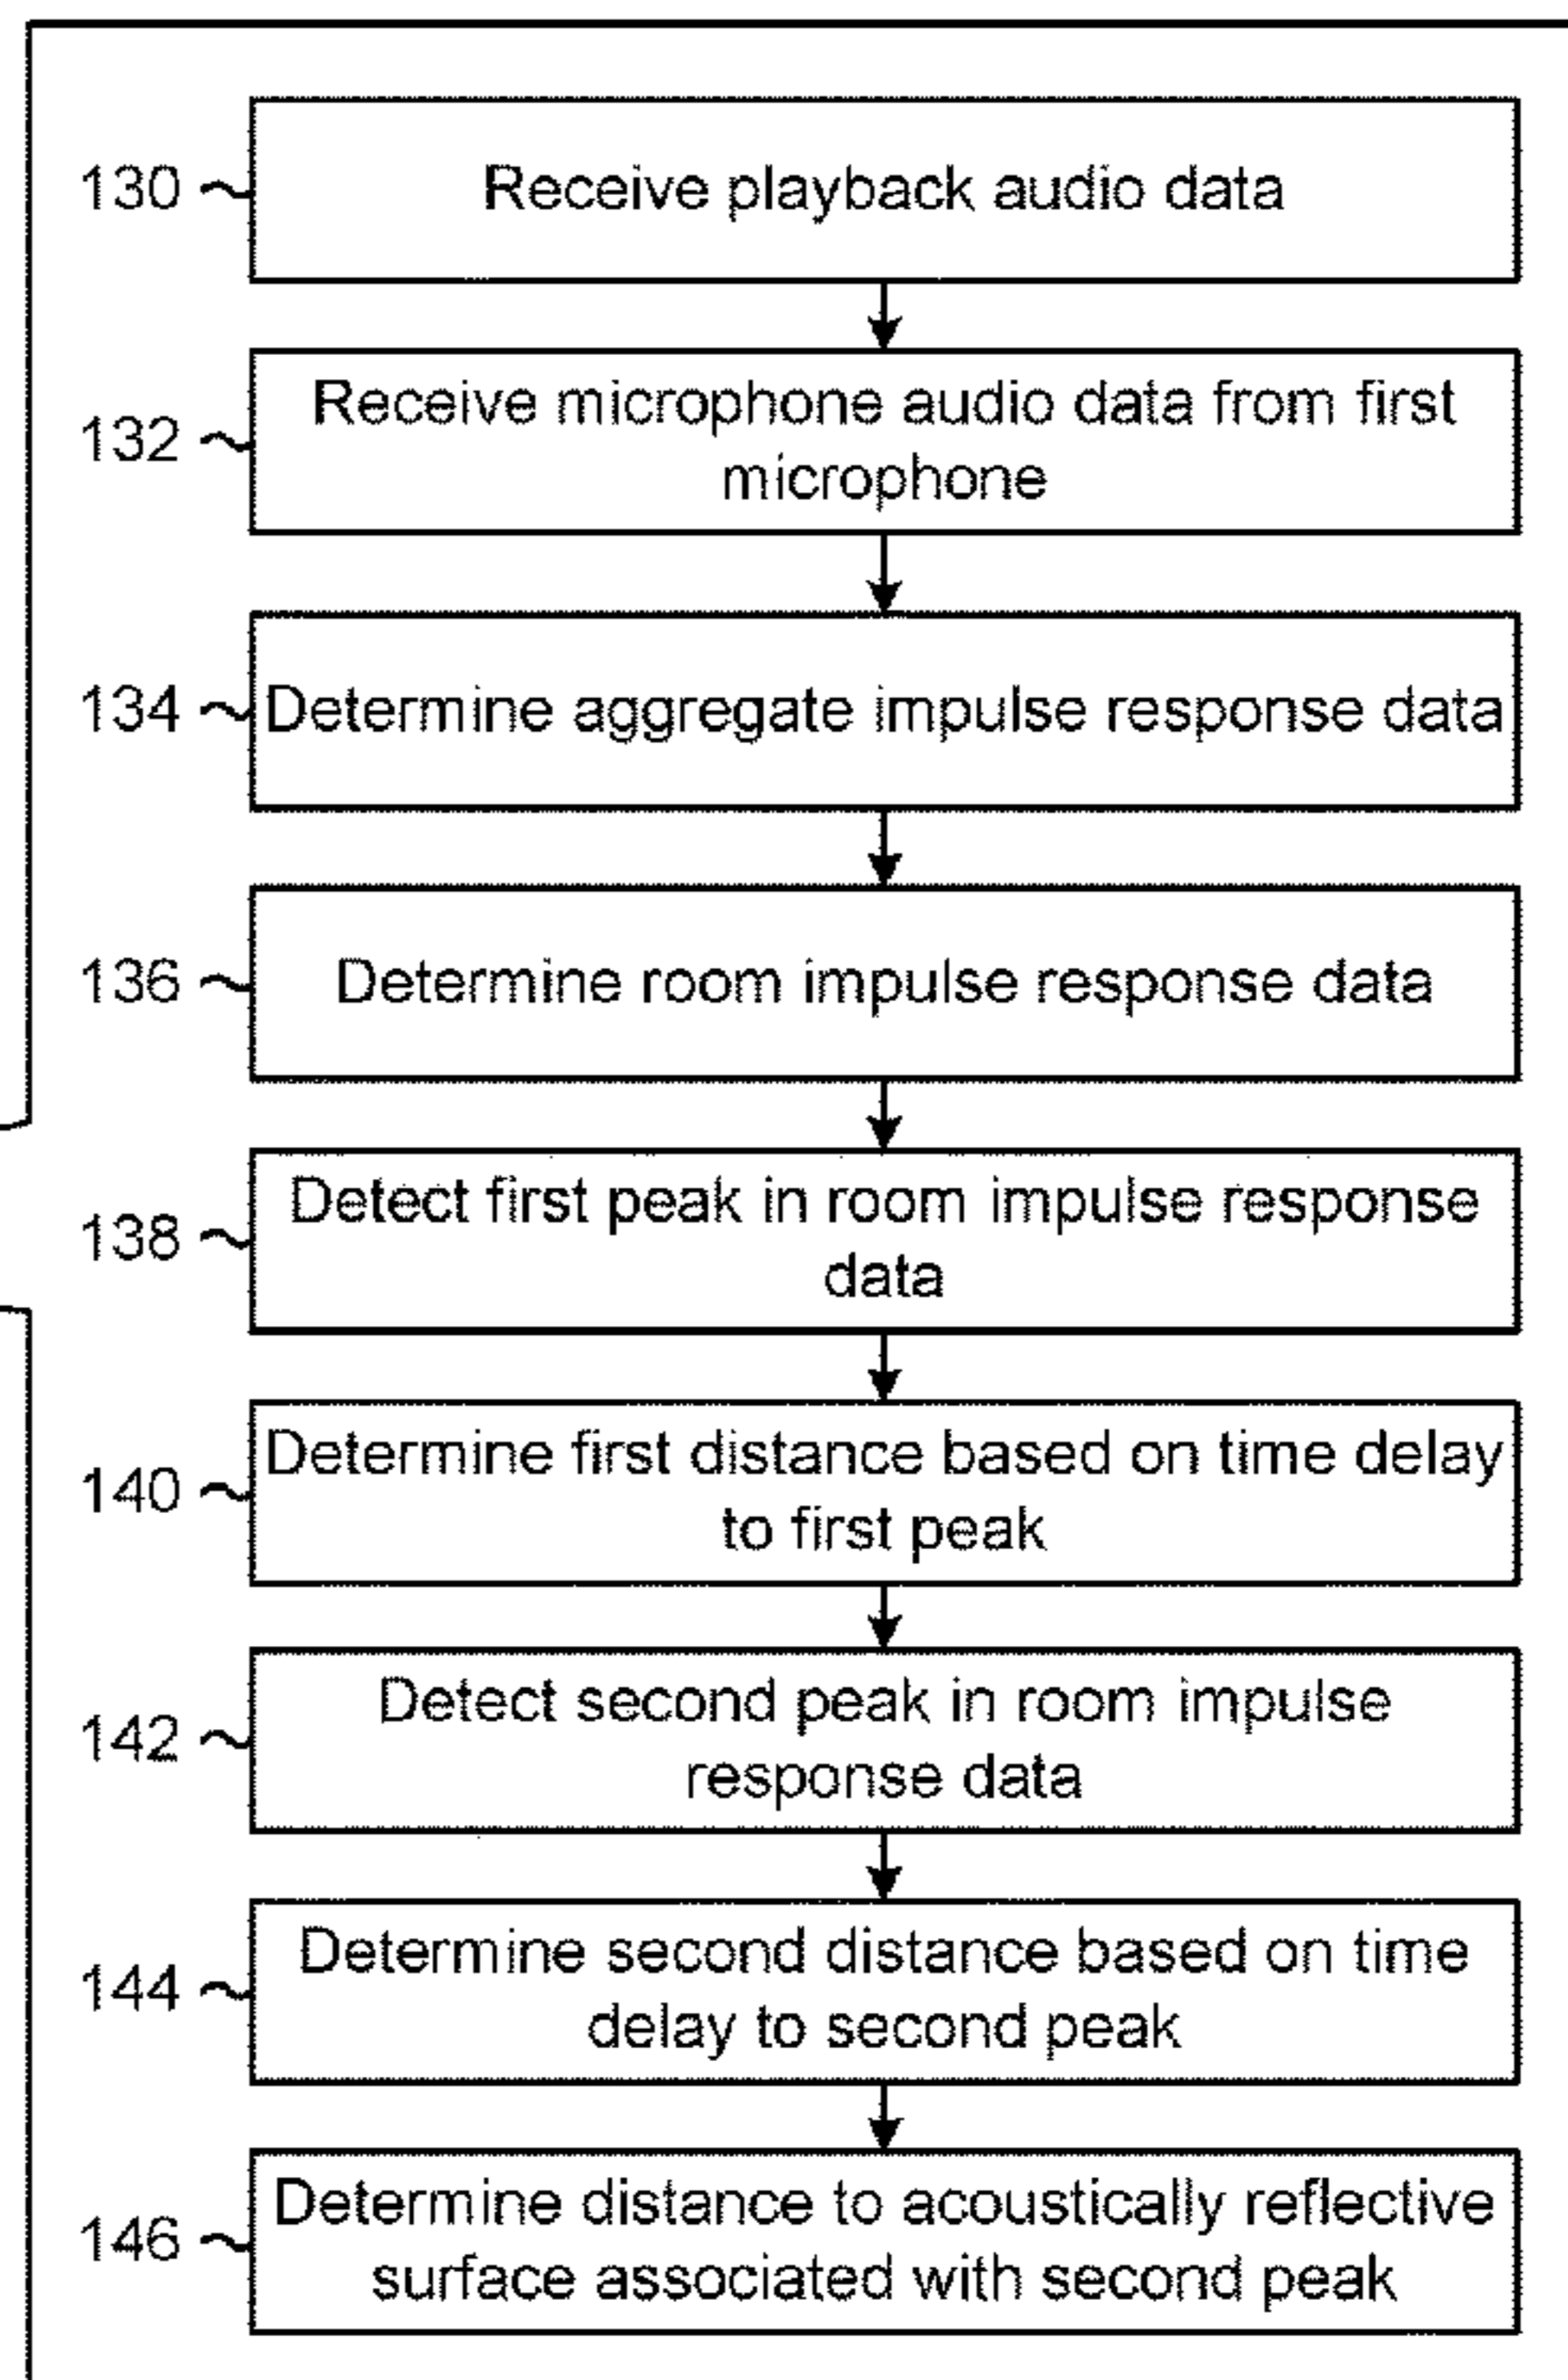 130
Receive playback audio data
132
Receive microphone audio data from first
microphone
134
Determine aggregate impulse response data
136
Determine room impulse response data
138
Detect first peak in room impulse response
data
140
Determine first distance based on time delay
to first peak
142
Detect second peak in room impulse
response data
144
Determine second distance based on time
delay to second peak
146
Determine distance to acoustically reflective
surface associated with second peak